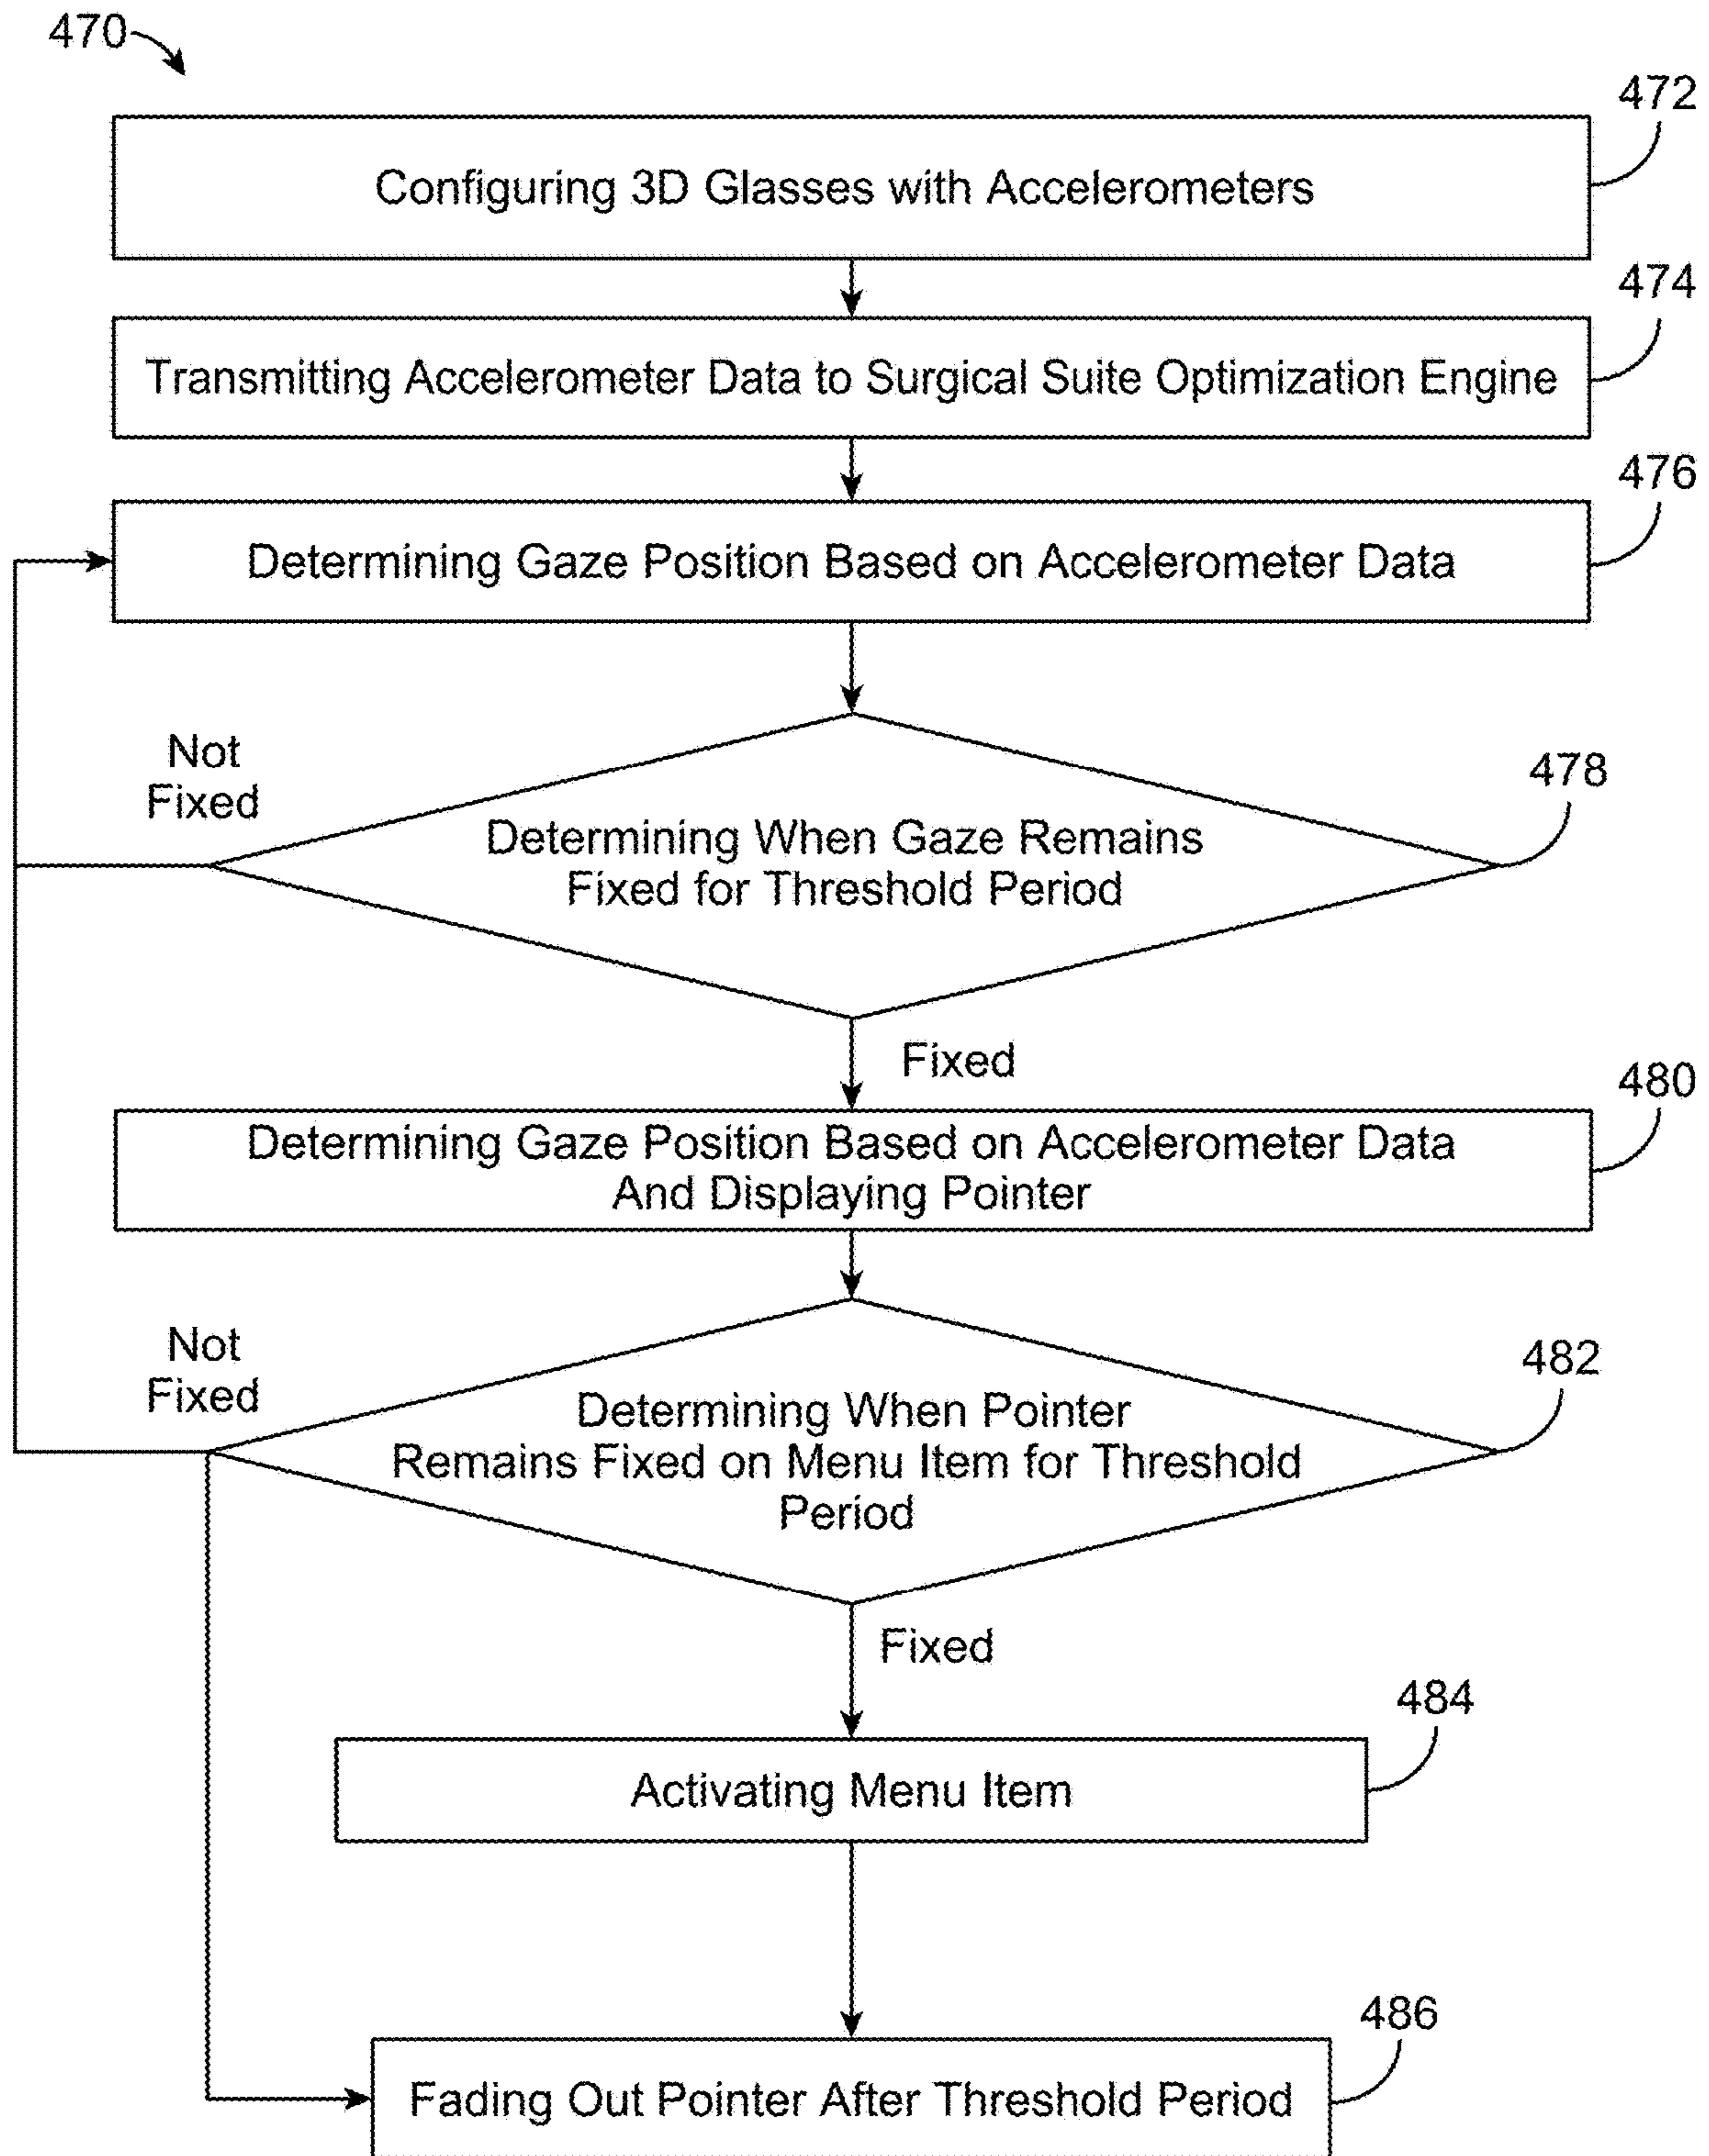 470
472
Configuring 3D Glasses with Accelerometers
474
Transmitting Accelerometer Data to Surgical Suite Optimization Engine
476
Determining Gaze Position Based on Accelerometer Data
Not
Fixed
478
Determining When Gaze Remains
Fixed for Threshold Period
Fixed
480
Determining Gaze Position Based on Accelerometer Data
And Displaying Pointer
Not
Fixed
482
Determining When Pointer
Remains Fixed on Menu Item for Threshold
Period
Fixed
484
Activating Menu Item
486
Fading Out Pointer After Threshold Period